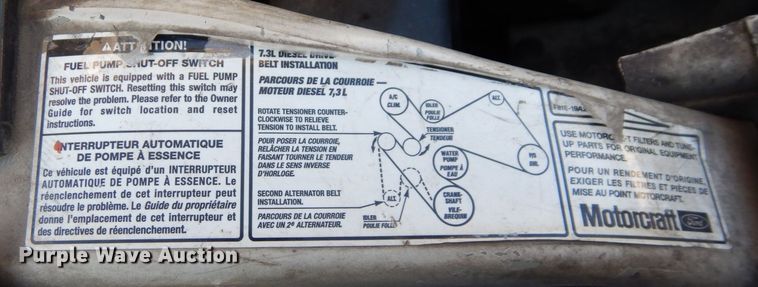 ATTENTION!
FUEL PUMP SHUT-OFF SWITCH
This vehicle is equipped with a FUEL PUMP
SHUT-OFF SWITCH. Resetting this switch may
resolve the problem. Please refer to the Owner
Guide for switch location and reset
instructions.
INTERRUPTEUR AUTOMATIQUE
DE POMPE À ESSENCE
Ce véhicule est équipé d'un INTERRUPTEUR
AUTOMATIQUE DE POMPE À ESSENCE. Le
réenclenchement de cet interrupteur peut
résoudre le problème. Le Guide du propriétaire
donne l'emplacement de cet interrupteur et
des directives de réenclenchement.
7.3L DIESEL DRIVE
BELT INSTALLATION
PARCOURS DE LA COURROIE —
MOTEUR DIESEL 7,3 L
ROTATE TENSIONER COUNTER-
CLOCKWISE TO RELIEVE
TENSION TO INSTALL BELT.
POUR POSER LA COURROIE,
RELÂCHER LA TENSION EN
FAISANT TOURNER LE TENDEUR
DANS LE SENS INVERSE
D'HORLOGE.
SECOND ALTERNATOR BELT
INSTALLATION.
PARCOURS DE LA COURROIE
AVEC UN 2e ALTERNATEUR.
A/C
CLIM.
IDLER
POULIE
FOLLE
ALT.
TENSIONER
TENDEUR
WATER
PUMP
POMPE À
EAU
P/S
DIR.
ALT.
CRANK-
SHAFT
VILE-
BREQUIN
IDLER
POULIE FOLLE
USE MOTORCRAFT FILTERS AND TUNE-
UP PARTS FOR ORIGINAL EQUIPMENT
PERFORMANCE.
POUR UN RENDEMENT D'ORIGINE
EXIGER LES FILTRES ET PIÈCES DE
MISE AU POINT MOTORCRAFT.
Motorcraft Ford
Purple Wave Auction
Purple Wave Auction